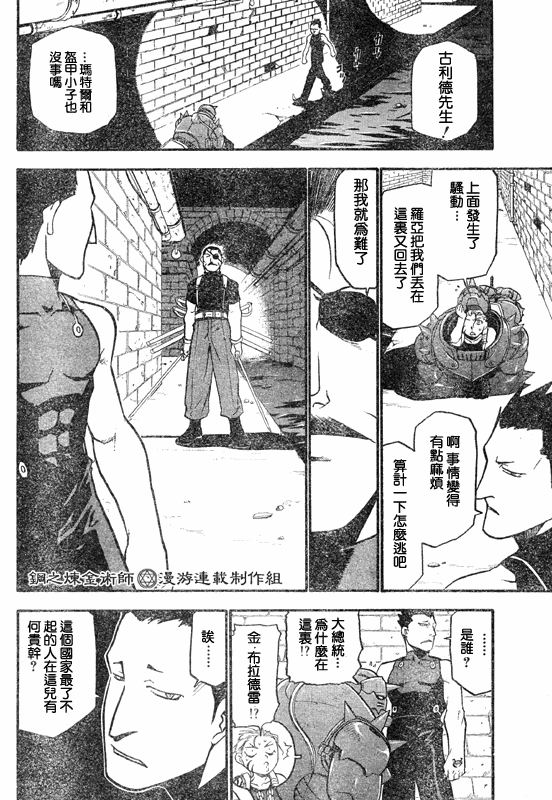 古利德先生!
…瑪特爾和
盔甲小子也
沒事嗎
上面發生了
騷動…
羅亞把我們丟在
這裏又回去了
那我就爲難了
啊 事情變得
有點麻煩
算計一下怎麼逃吧
鋼之煉金術師 漫游連載制作組
……
是誰?
大總統…
爲什麼在
這裏!?
金·布拉德雷!?
誒…
這個國家最了不
起的人在這兒有
何貴幹?